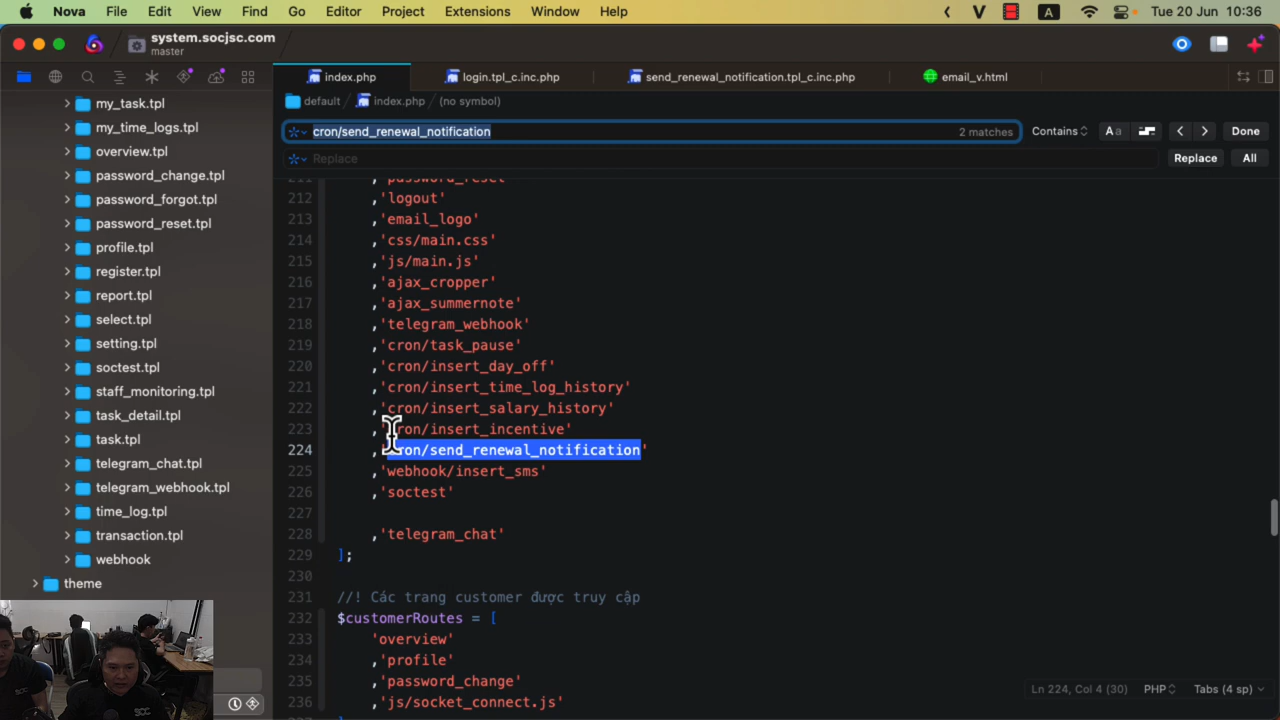 Nova File Edit View Find Go Editor Project Extensions Window Help
V A Tue 20 Jun 10:36
system.socjsc.com
master
index.php login.tpl_c.inc.php send_renewal_notification.tpl_c.inc.php email_v.html
default / index.php / (no symbol)
cron/send_renewal_notification 2 matches Contains Aa Done
Replace Replace All
my_task.tpl
my_time_logs.tpl
overview.tpl
password_change.tpl
password_forgot.tpl
password_reset.tpl
profile.tpl
register.tpl
report.tpl
select.tpl
setting.tpl
soctest.tpl
staff_monitoring.tpl
task_detail.tpl
task.tpl
telegram_chat.tpl
telegram_webhook.tpl
time_log.tpl
transaction.tpl
webhook
theme
211 ,'password_reset'
212 ,'logout'
213 ,'email_logo'
214 ,'css/main.css'
215 ,'js/main.js'
216 ,'ajax_cropper'
217 ,'ajax_summernote'
218 ,'telegram_webhook'
219 ,'cron/task_pause'
220 ,'cron/insert_day_off'
221 ,'cron/insert_time_log_history'
222 ,'cron/insert_salary_history'
223 ,'cron/insert_incentive'
224 ,'cron/send_renewal_notification'
225 ,'webhook/insert_sms'
226 ,'soctest'
227
228 ,'telegram_chat'
229 ];
230
231 //! Các trang customer được truy cập
232 $customerRoutes = [
233 'overview'
234 ,'profile'
235 ,'password_change'
236 ,'js/socket_connect.js'
Ln 224, Col 4 (30) PHP Tabs (4 sp)